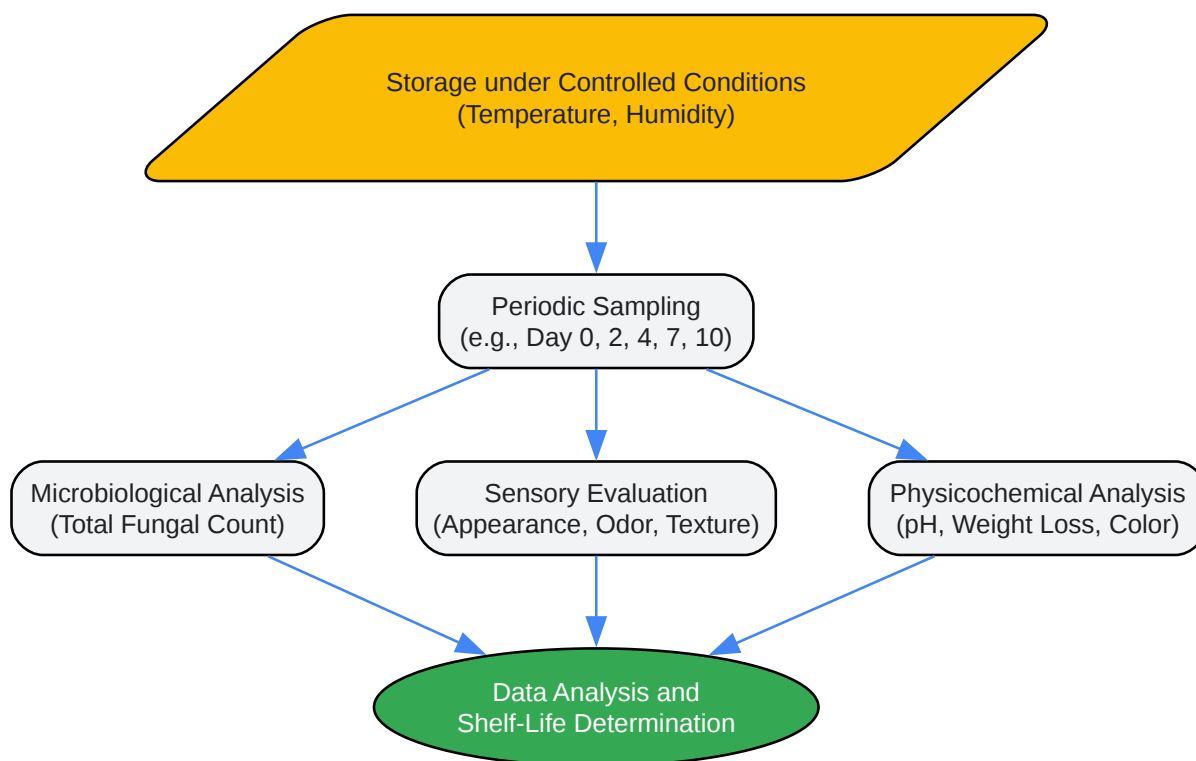 Storage under Controlled Conditions
(Temperature, Humidity)
Periodic Sampling
(e.g., Day 0, 2, 4, 7, 10)
Microbiological Analysis
(Total Fungal Count)
Sensory Evaluation
(Appearance, Odor, Texture)
Physicochemical Analysis
(pH, Weight Loss, Color)
Data Analysis and
Shelf-Life Determination